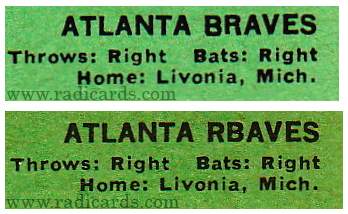 ATLANTA BRAVES
Throws: Right Bats: Right
Home: Livonia, Mich.
www.radicards.com
ATLANTA RBAVES
Throws: Right Bats: Right
Home: Livonia, Mich.
www.radicards.com